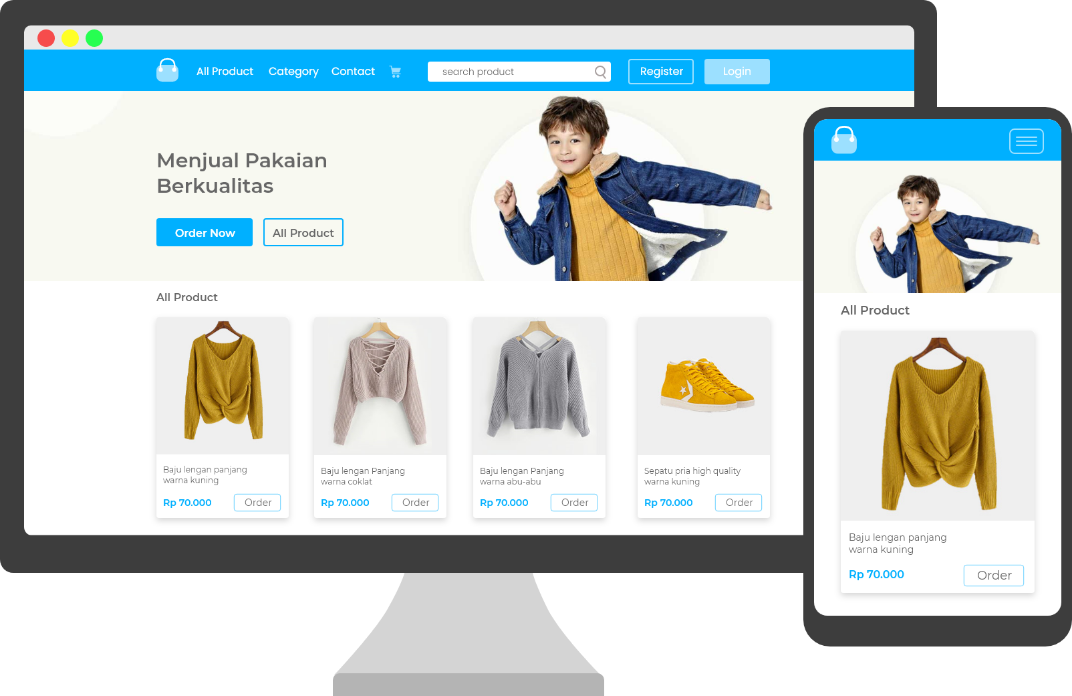 All Product Category Contact search product Register Login
Menjual Pakaian
Berkualitas
Order Now All Product
All Product
Baju lengan panjang
warna kuning
Rp 70.000 Order
Baju lengan Panjang
warna coklat
Rp 70.000 Order
Baju lengan Panjang
warna abu-abu
Rp 70.000 Order
Sepatu pria high quality
warna kuning
Rp 70.000 Order
All Product
Baju lengan panjang
warna kuning
Rp 70.000 Order